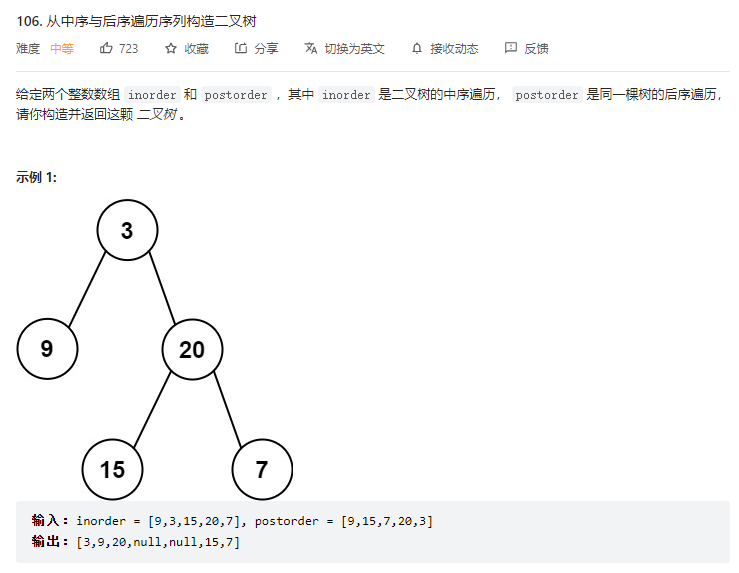 106. 从中序与后序遍历序列构造二叉树
难度 中等 723 收藏 分享 切换为英文 接收动态 反馈
给定两个整数数组 inorder 和 postorder ，其中 inorder 是二叉树的中序遍历， postorder 是同一棵树的后序遍历，
请你构造并返回这颗 二叉树 。
示例 1:
3
9 20
15 7
输入：inorder = [9,3,15,20,7], postorder = [9,15,7,20,3]
输出：[3,9,20,null,null,15,7]